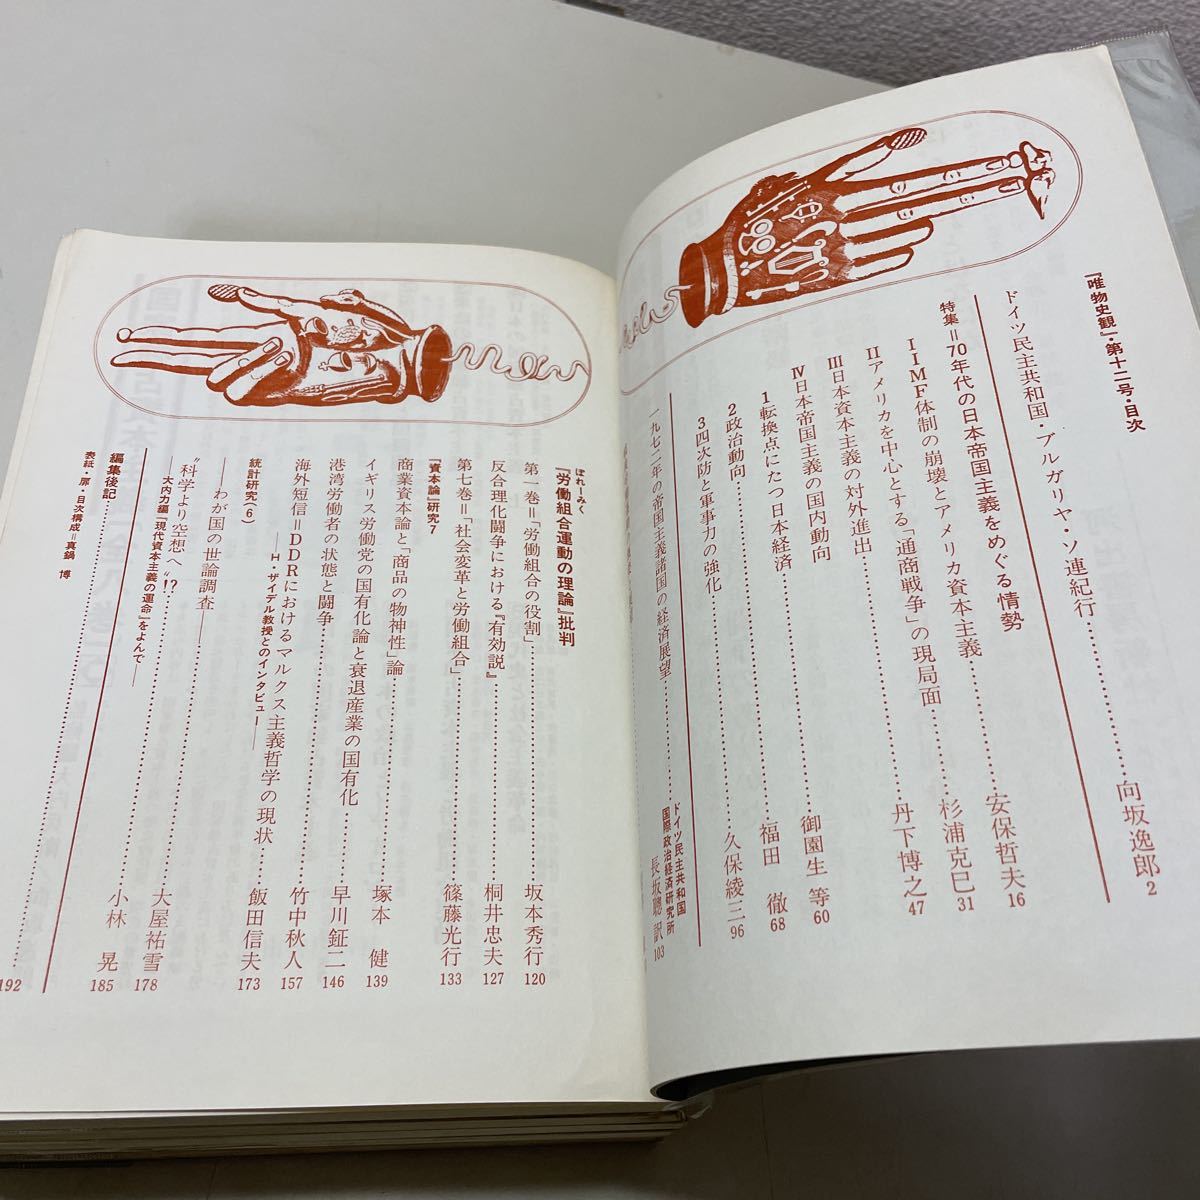 『唯物史観』・第十二号・目次
ドイツ民主共和国・ブルガリヤ・ソ連紀行……向坂逸郎 2
特集=70年代の日本帝国主義をめぐる情勢
I IMF体制の崩壊とアメリカ資本主義……安保哲夫 16
II アメリカを中心とする「通商戦争」の現局面……杉浦克巳 31
III 日本資本主義の対外進出……丹下博之 47
IV 日本帝国主義の国内動向
1 転換点にたつ日本経済……御園生 等 60
2 政治動向……福田 徹 68
3 四次防と軍事力の強化……久保綾三 96
一九七二年の帝国主義諸国の経済展望……
ドイツ民主共和国
国際政治経済研究所
長坂聰訳 103
ぽれーみく
『労働組合運動の理論』批判
第一巻=「労働組合の役割」……坂本秀行 120
反合理化闘争における『有効説』……桐井忠夫 127
第七巻=「社会変革と労働組合」……篠藤光行 133
『資本論』研究7
商業資本論と「商品の物神性」論……塚本 健 139
イギリス労働党の国有化論と衰退産業の国有化……早川鉦二 146
港湾労働者の状態と闘争……竹中秋人 157
海外短信=DDRにおけるマルクス主義哲学の現状……飯田信夫 173
――H・ザイデル教授とのインタビュー――
統計研究(6)
――わが国の世論調査――……大屋祐雪 178
"科学より空想へ"!?……小林 晃 185
大内力編『現代資本主義の運命』をよんで――
編集後記……192
表紙・扉・目次構成=真鍋 博